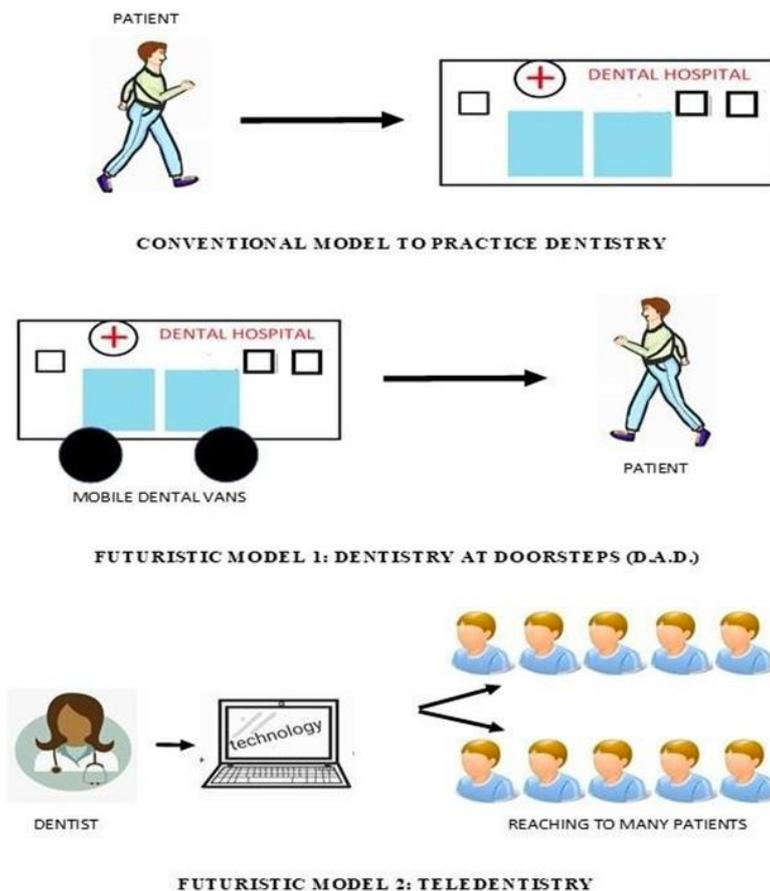 PATIENT
DENTAL HOSPITAL
CONVENTIONAL MODEL TO PRACTICE DENTISTRY
DENTAL HOSPITAL
PATIENT
MOBILE DENTAL VANS
FUTURISTIC MODEL 1: DENTISTRY AT DOORSTEPS (D.A.D.)
technology
DENTIST
REACHING TO MANY PATIENTS
FUTURISTIC MODEL 2: TELEDENTISTRY